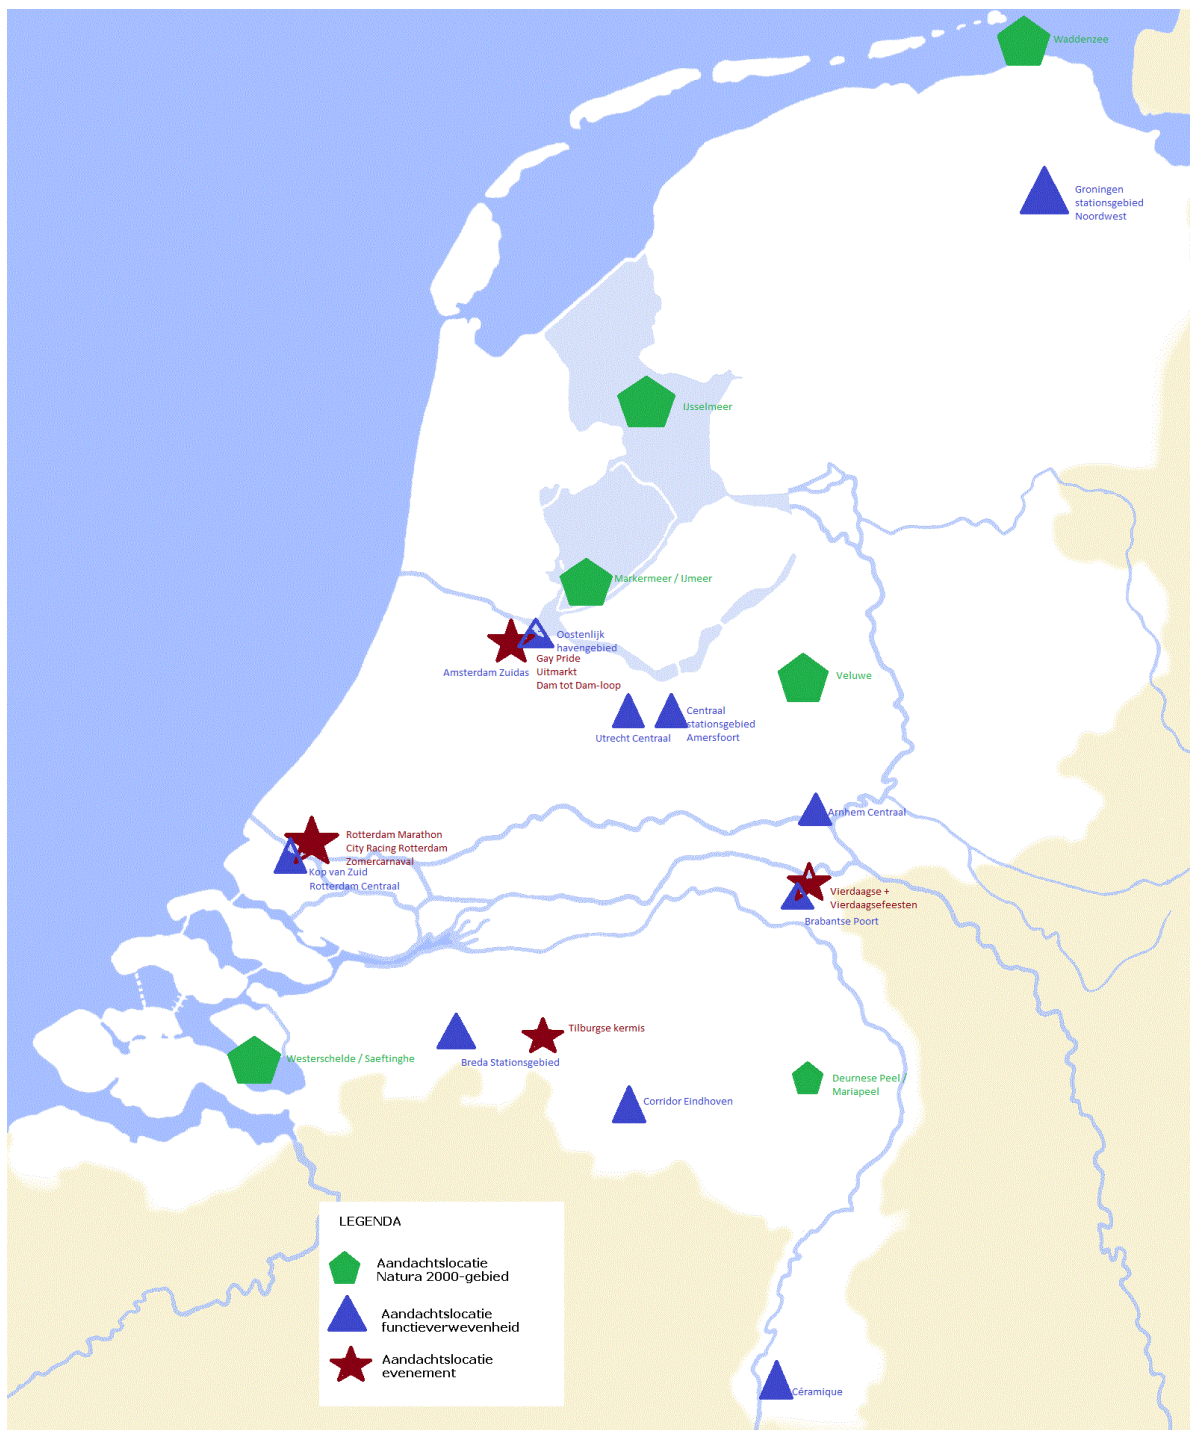 Waddenzee
Groningen
stationsgebied
Noordwest
IJsselmeer
Markermeer / IJmeer
Oostenlijk
havengebied
Gay Pride
Uitmarkt
Dam tot Dam-loop
Amsterdam Zuidas
Veluwe
Centraal
stationsgebied
Amersfoort
Utrecht Centraal
Arnhem Centraal
Rotterdam Marathon
City Racing Rotterdam
Zomercarnaval
Kop van Zuid
Rotterdam Centraal
Vierdaagse +
Vierdaagsefeesten
Brabantse Poort
Tilburgse kermis
Breda Stationsgebied
Westerschelde / Saeftinghe
Deurnese Peel /
Mariapeel
Corridor Eindhoven
LEGENDA
Aandachtslocatie
Natura 2000-gebied
Aandachtslocatie
functieverwevenheid
Aandachtslocatie
evenement
Céramique